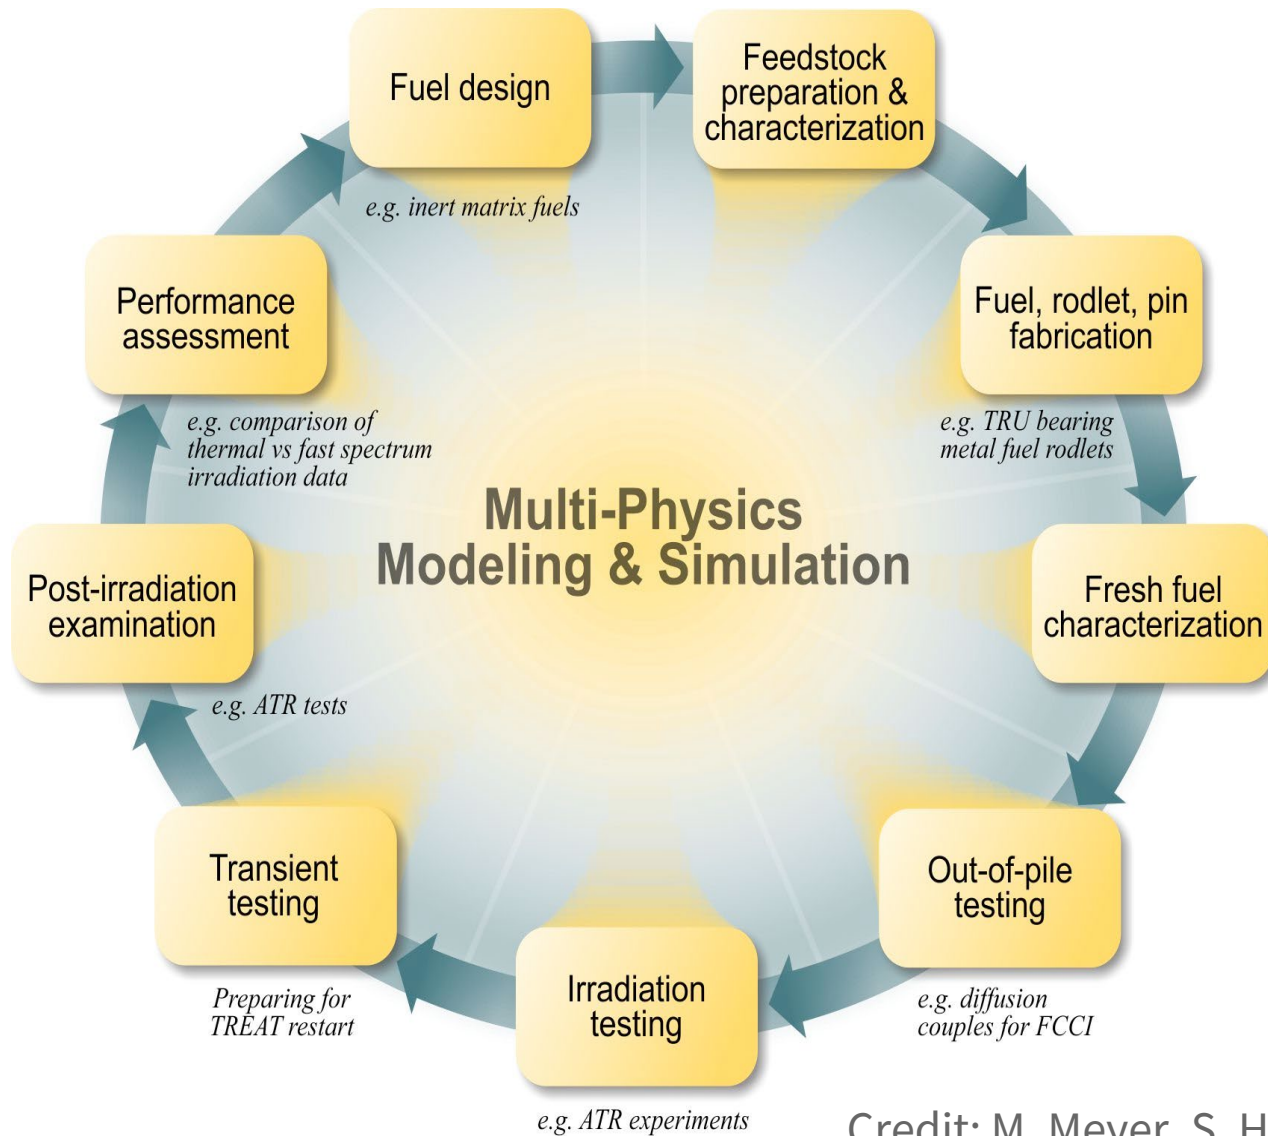 Fuel design
e.g. inert matrix fuels
Feedstock
preparation &
characterization
Fuel, rodlet, pin
fabrication
e.g. TRU bearing
metal fuel rodlets
Fresh fuel
characterization
Out-of-pile
testing
e.g. diffusion
couples for FCCI
Irradiation
testing
e.g. ATR experiments
Transient
testing
Preparing for
TREAT restart
Post-irradiation
examination
e.g. ATR tests
Performance
assessment
e.g. comparison of
thermal vs fast spectrum
irradiation data
Multi-Physics
Modeling & Simulation
Credit: M. Meyer, S. H